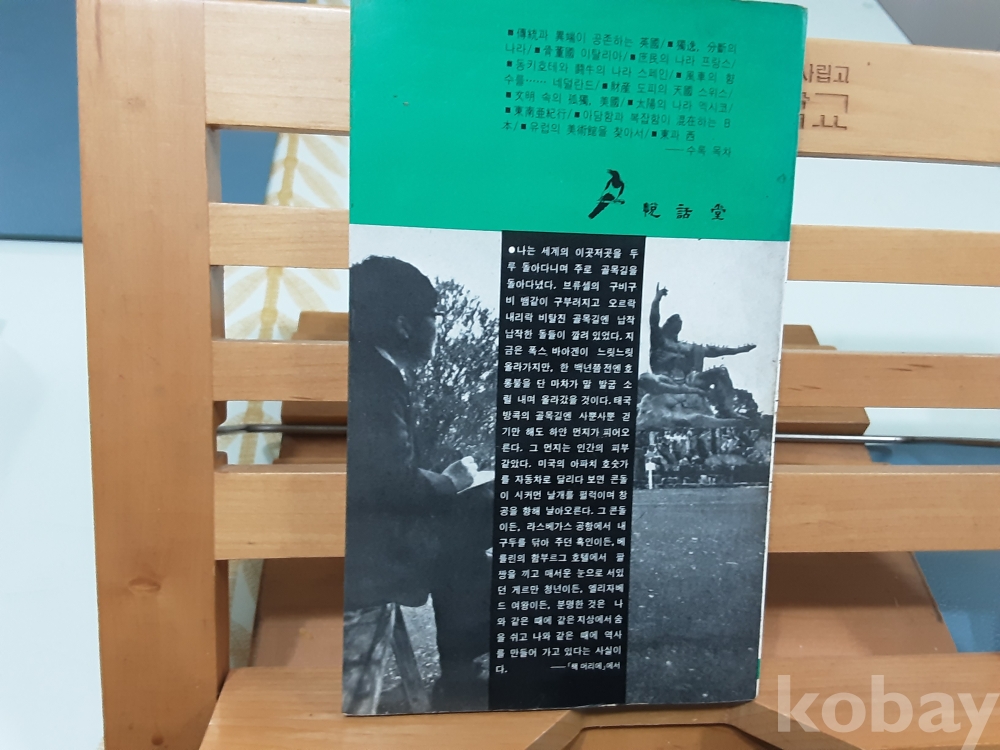 ■傳統과 異端이 공존하는 英國/■獨逸, 分斷의
나라/■骨董國 이탈리아/■庶民의 나라 프랑스/
■동키호테와 鬪牛의 나라 스페인/■風車의 향
수를…… 네덜란드/■財産 도피의 天國 스위스/
■文明 속의 孤獨, 美國/■太陽의 나라 멕시코/
■東南亞紀行/■아담함과 복잡함이 混在하는 日
本/■유럽의 美術館을 찾아서/■東과 西
──수록 목차
悅話堂
●나는 세계의 이곳저곳을 두
루 돌아다니며 주로 골목길을
돌아다녔다. 브류셀의 구비구
비 뱀같이 구부러지고 오르락
내리락 비탈진 골목길엔 납작
납작한 돌들이 깔려 있었다. 지
금은 폭스 바아겐이 느릿느릿
올라가지만, 한 백년쯤 전엔 호
롱불을 단 마차가 말 발굽 소
릴 내며 올라갔을 것이다. 태국
방콕의 골목길엔 사뿐사뿐 걷
기만 해도 하얀 먼지가 피어오
른다. 그 먼지는 인간의 피부
같았다. 미국의 아파치 호숫가
를 자동차로 달리다 보면 콘돌
이 시커먼 날개를 펄럭이며 창
공을 향해 날아오른다. 그 콘돌
이든, 라스베가스 공항에서 내
구두를 닦아 주던 흑인이든, 베
를린의 함부르그 호텔에서 팔
짱을 끼고 매서운 눈으로 서있
던 게르만 청년이든, 엘리자베
드 여왕이든, 분명한 것은 나
와 같은 때에 같은 지상에서 숨
을 쉬고 나와 같은 때에 역사
를 만들어 가고 있다는 사실이
다. ──「책 머리에」에서
사립고
kobay